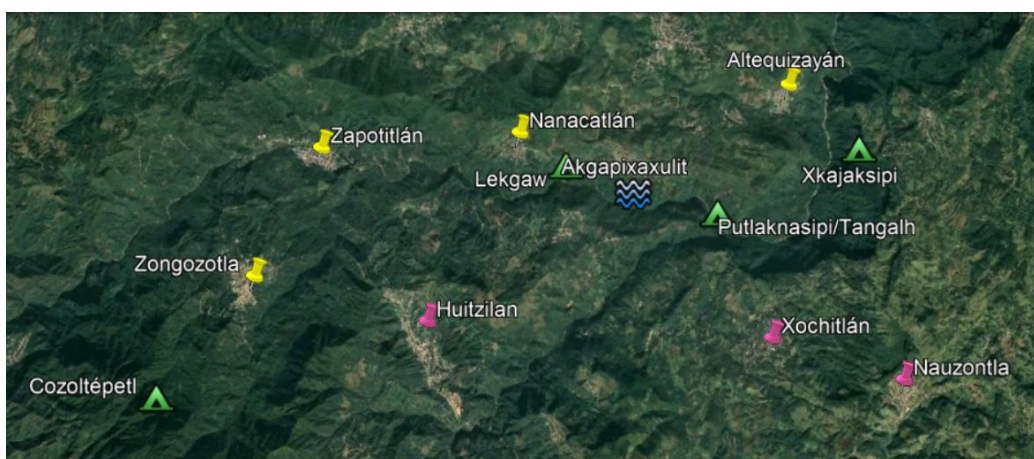 Altequizayán
Zapotitlán
Nanacatlán
Lekgaw
Akgapixaxulit
Xkajaksipi
Putlaknasipi/Tangalh
Zongozotla
Huitzilan
Xochitlán
Nauzontla
Cozoltépetl